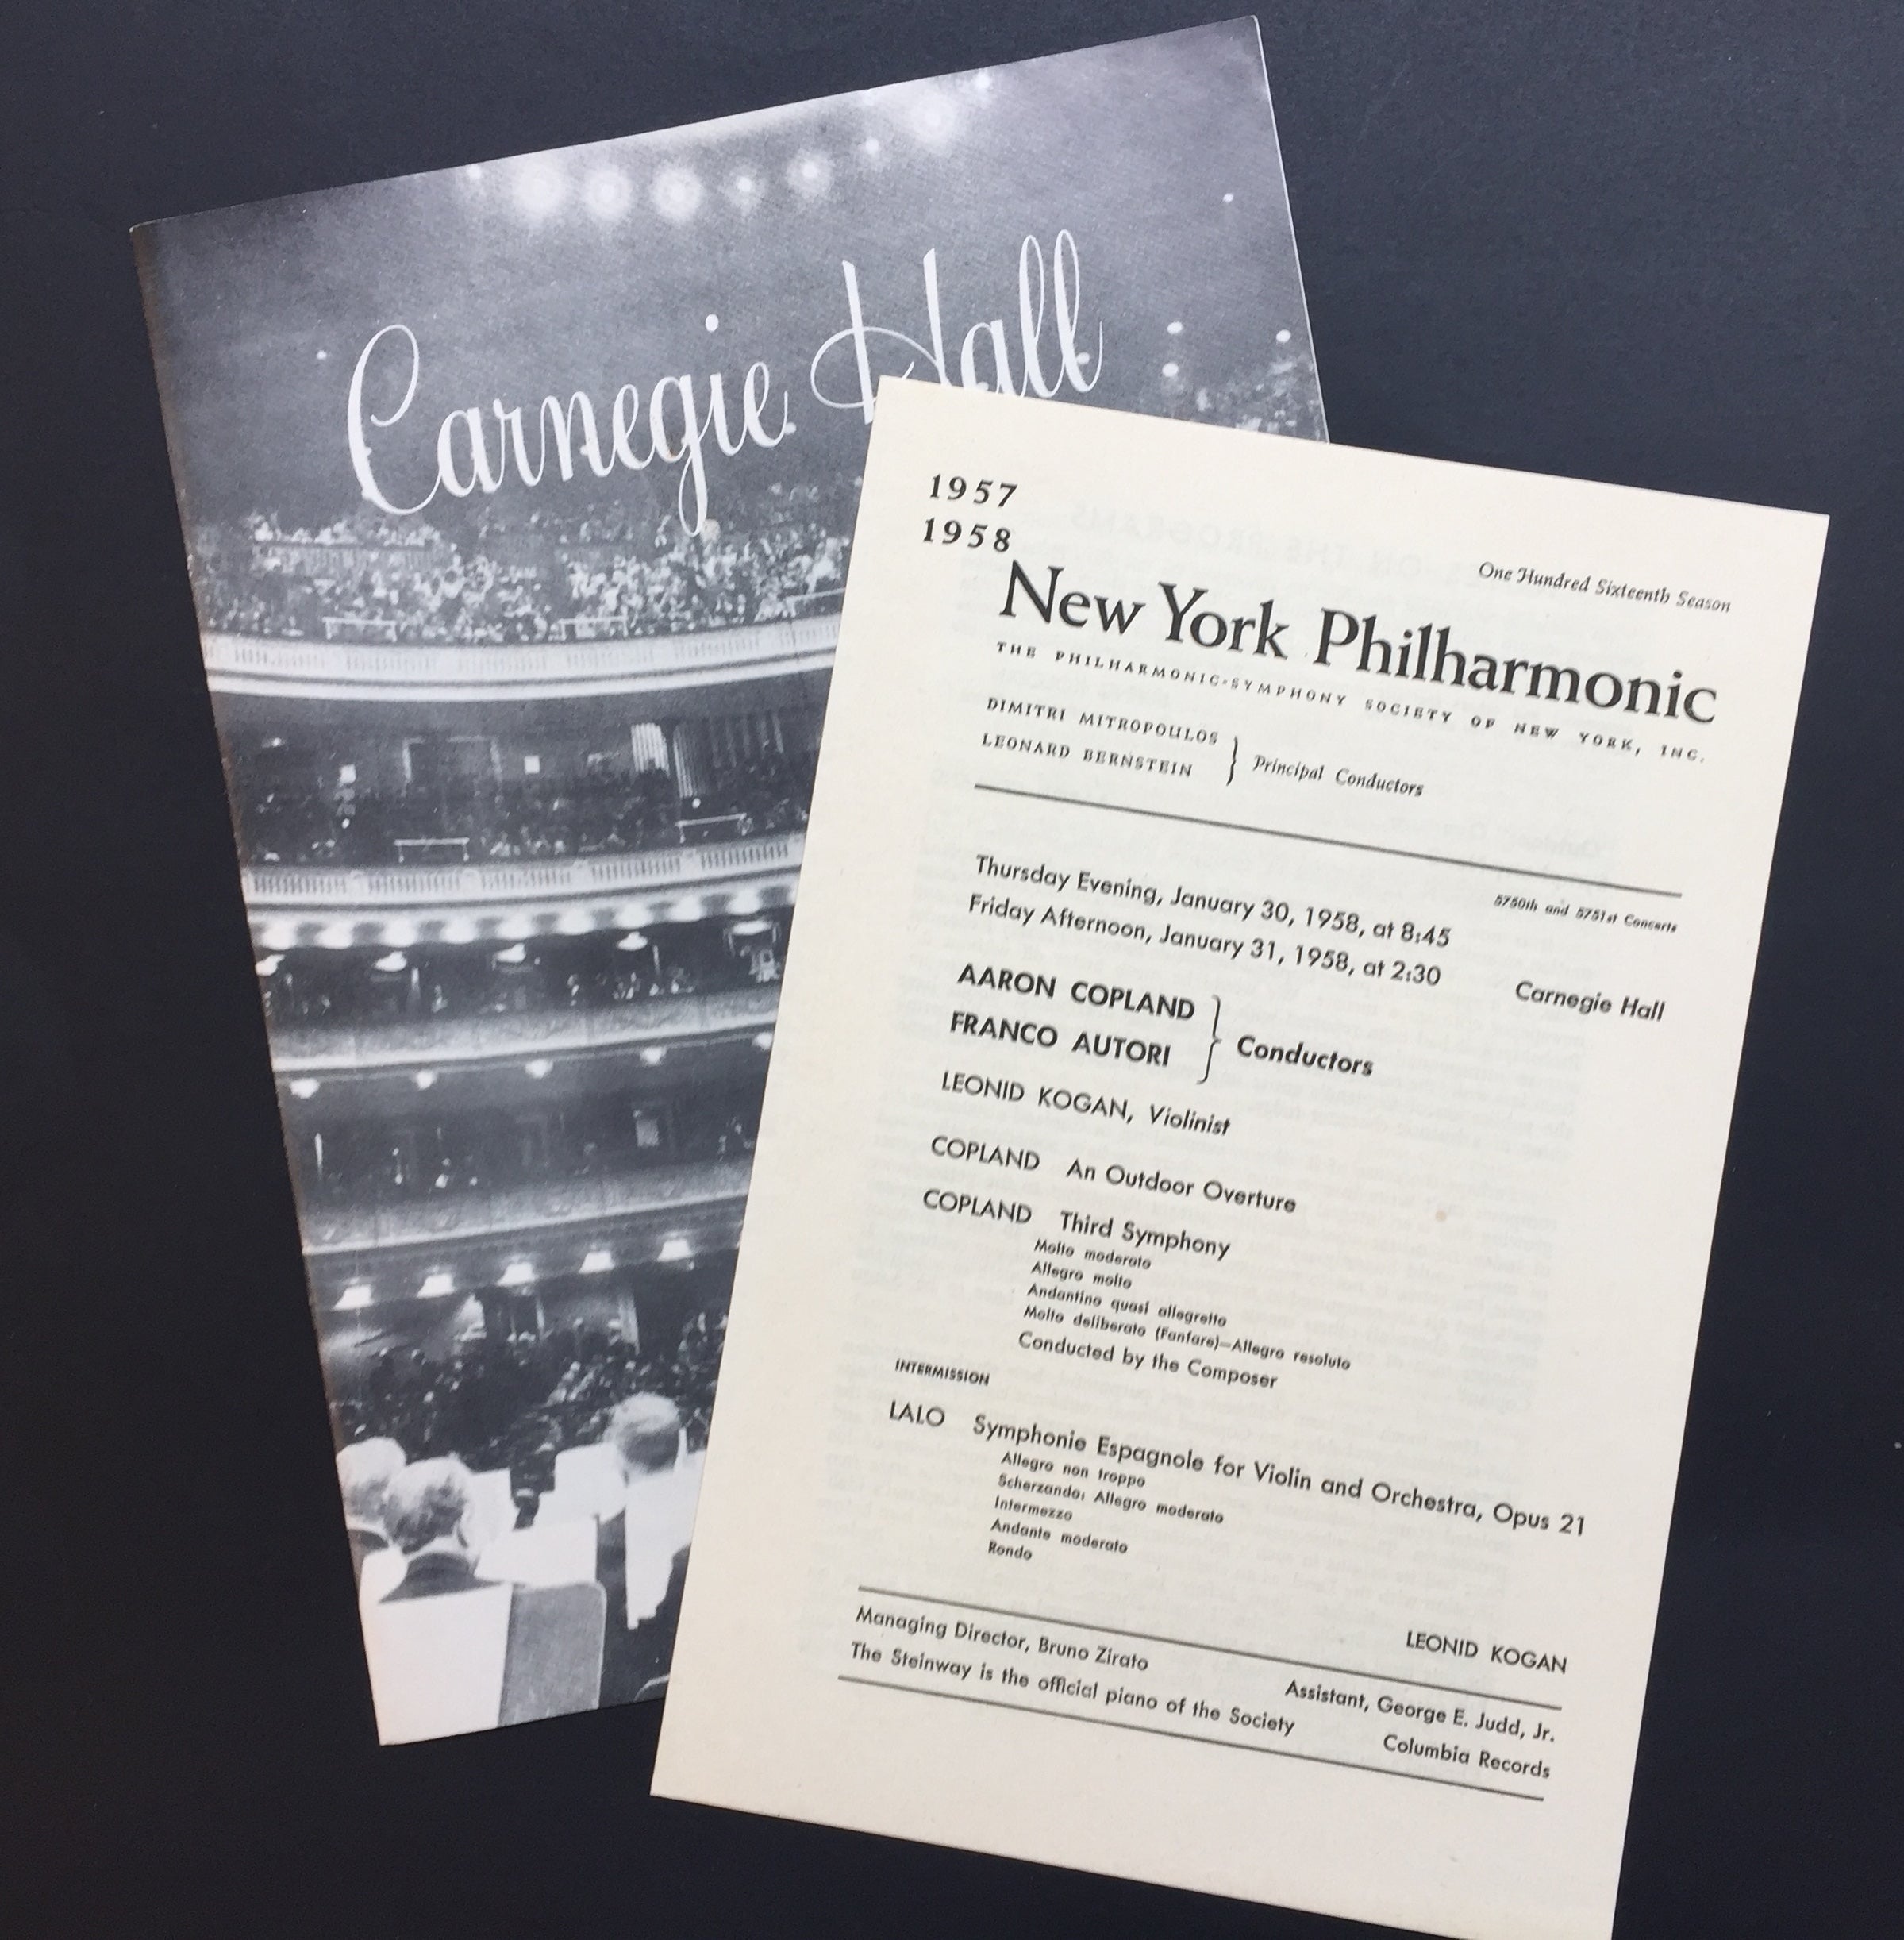 Carnegie Hall
1957
1958
One Hundred Sixteenth Season
New York Philharmonic
THE PHILHARMONIC-SYMPHONY SOCIETY OF NEW YORK, INC.
DIMITRI MITROPOULOS
LEONARD BERNSTEIN
} Principal Conductors
5750th and 5751st Concerts
Thursday Evening, January 30, 1958, at 8:45
Friday Afternoon, January 31, 1958, at 2:30
Carnegie Hall
AARON COPLAND
FRANCO AUTORI
} Conductors
LEONID KOGAN, Violinist
COPLAND An Outdoor Overture
COPLAND Third Symphony
Molto moderato
Allegro molto
Andantino quasi allegretto
Molto deliberato (Fanfare)—Allegro resoluto
Conducted by the Composer
INTERMISSION
LALO Symphonie Espagnole for Violin and Orchestra, Opus 21
Allegro non troppo
Scherzando: Allegro moderato
Intermezzo
Andante moderato
Rondo
LEONID KOGAN
Managing Director, Bruno Zirato
Assistant, George E. Judd, Jr.
The Steinway is the official piano of the Society
Columbia Records